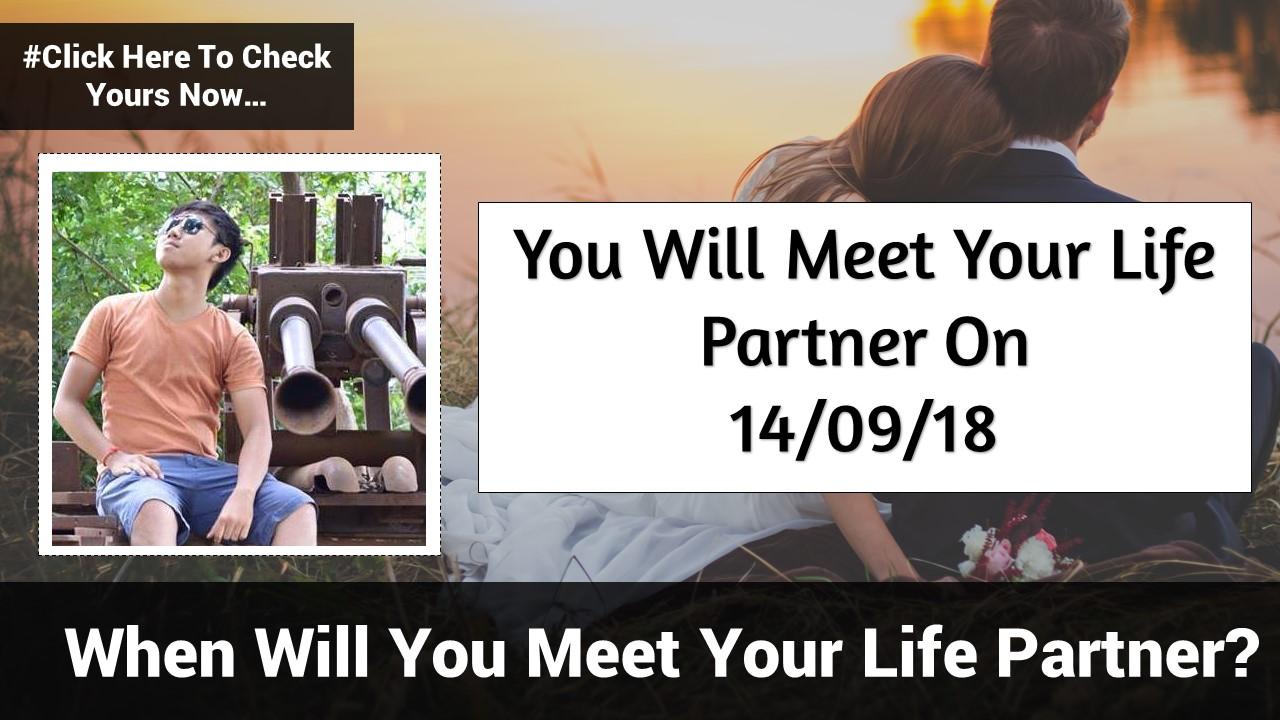 #Click Here To Check
Yours Now...
You Will Meet Your Life
Partner On
14/09/18
When Will You Meet Your Life Partner?